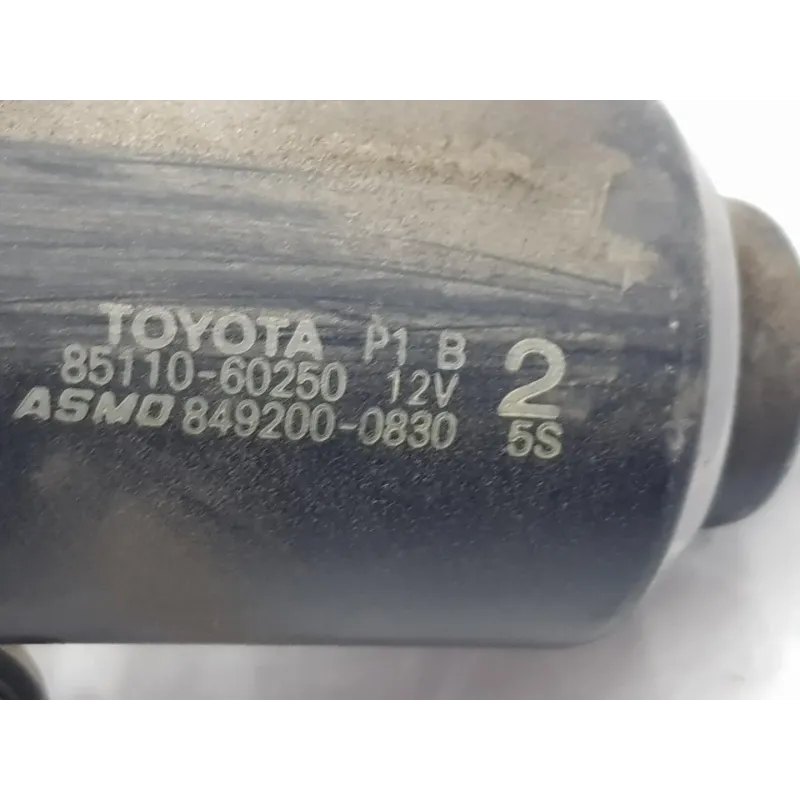 TOYOTA P1 B
85110-60250 12V 2
ASMO 849200-0830 5S